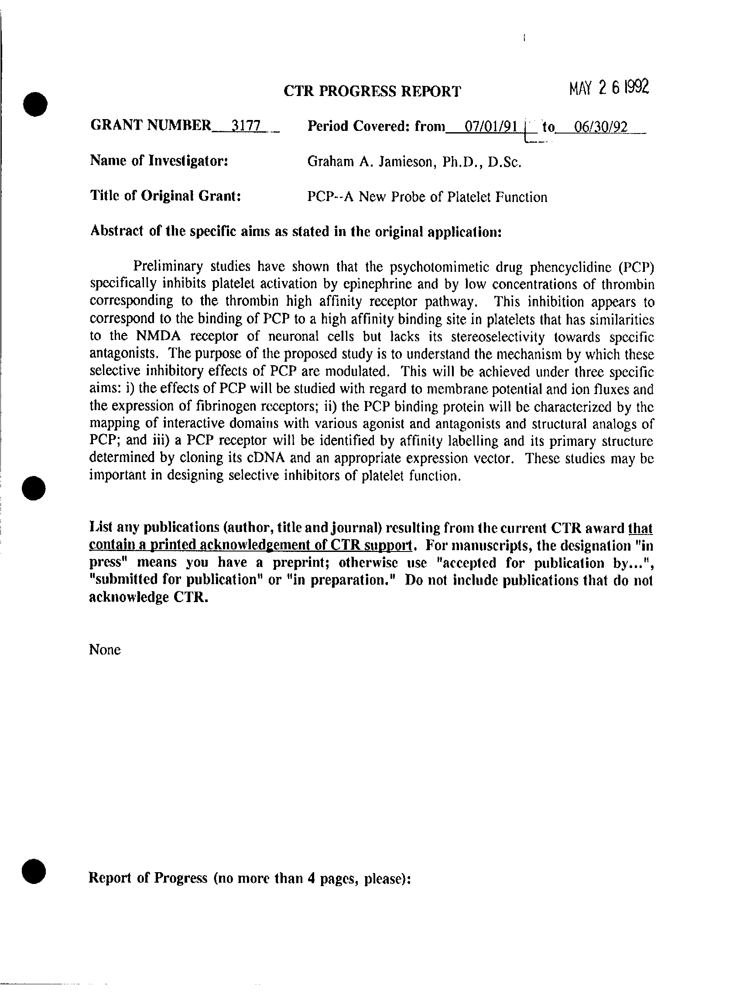 CTR PROGRESS REPORT
MAY 26 1992
GRANT NUMBER 3177 Period Covered: from 07/01/91 to 06/30/92
Name of Investigator: Graham A. Jamieson, Ph.D., D.Sc.
Title of Original Grant: PCP--A New Probe of Platelet Function
Abstract of the specific aims as stated in the original application:
Preliminary studies have shown that the psychotomimetic drug phencyclidine (PCP)
specifically inhibits platelet activation by epinephrine and by low concentrations of thrombin
corresponding to the thrombin high affinity receptor pathway. This inhibition appears to
correspond to the binding of PCP to a high affinity binding site in platelets that has similarities
to the NMDA receptor of neuronal cells but lacks its stereoselectivity towards specific
antagonists. The purpose of the proposed study is to understand the mechanism by which these
selective inhibitory effects of PCP are modulated. This will be achieved under three specific
aims: i) the effects of PCP will be studied with regard to membrane potential and ion fluxes and
the expression of fibrinogen receptors; ii) the PCP binding protein will be characterized by the
mapping of interactive domains with various agonist and antagonists and structural analogs of
PCP; and iii) a PCP receptor will be identified by affinity labelling and its primary structure
determined by cloning its cDNA and an appropriate expression vector. These studies may be
important in designing selective inhibitors of platelet function.
List any publications (author, title and journal) resulting from the current CTR award that
contain a printed acknowledgement of CTR support. For manuscripts, the designation "in
press" means you have a preprint; otherwise use "accepted for publication by...",
"submitted for publication" or "in preparation." Do not include publications that do not
acknowledge CTR.
None
Report of Progress (no more than 4 pages, please):